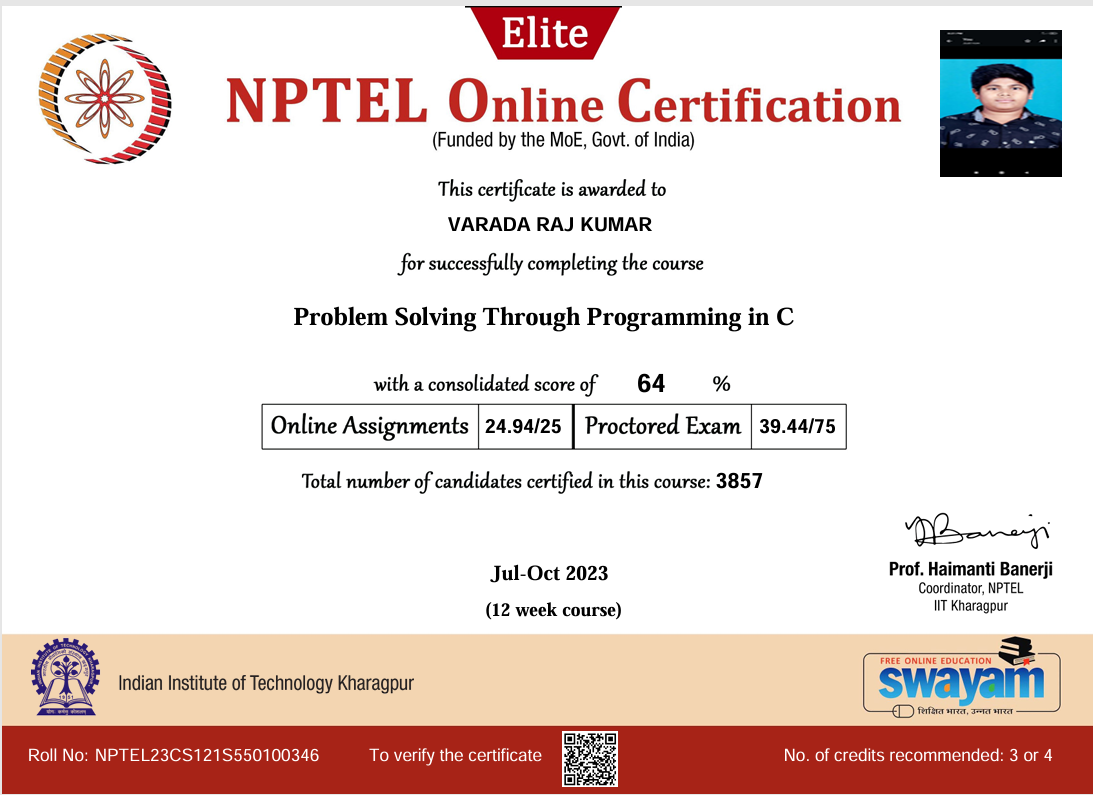 Elite
NPTEL Online Certification
(Funded by the MoE, Govt. of India)
This certificate is awarded to
VARADA RAJ KUMAR
for successfully completing the course
Problem Solving Through Programming in C
with a consolidated score of 64 %
Online Assignments 24.94/25 Proctored Exam 39.44/75
Total number of candidates certified in this course: 3857
Banerji
Prof. Haimanti Banerji
Coordinator, NPTEL
IIT Kharagpur
Jul-Oct 2023
(12 week course)
Indian Institute of Technology Kharagpur
FREE ONLINE EDUCATION
swayam
शिक्षित भारत, उन्नत भारत
Roll No: NPTEL23CS121S550100346 To verify the certificate No. of credits recommended: 3 or 4